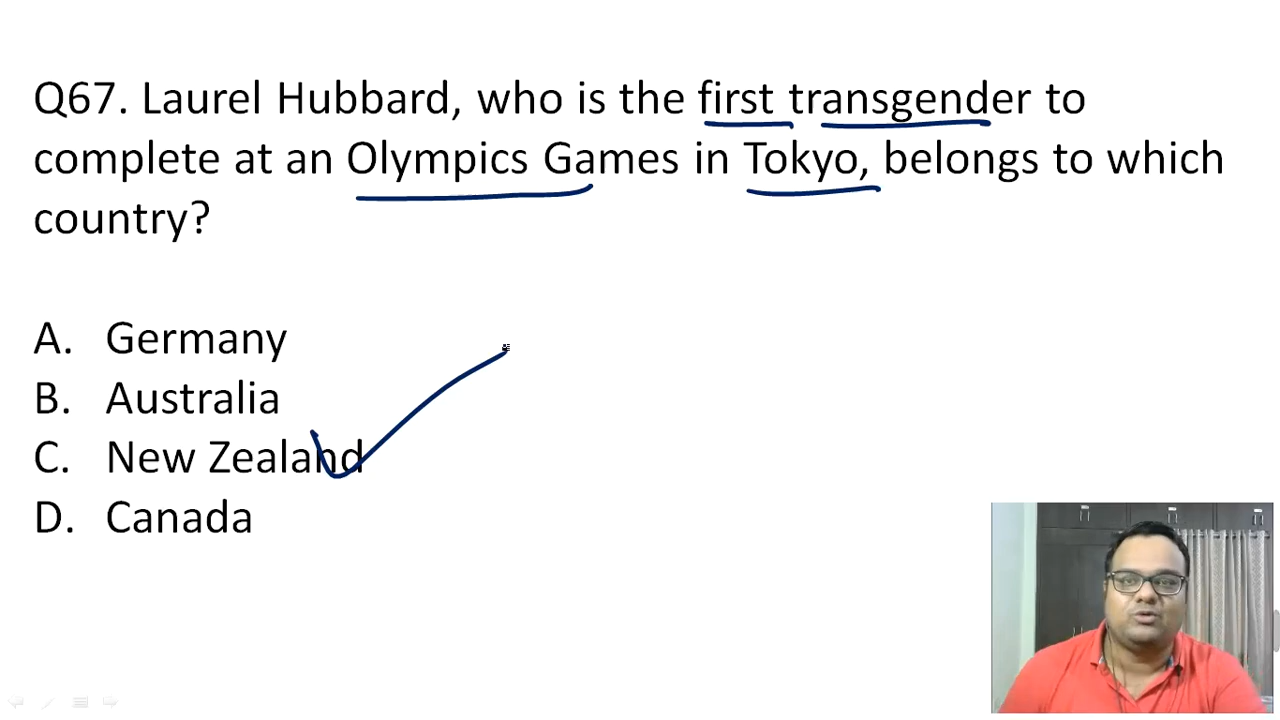 Q67. Laurel Hubbard, who is the first transgender to
complete at an Olympics Games in Tokyo, belongs to which
country?
A. Germany
B. Australia
C. New Zealand
D. Canada